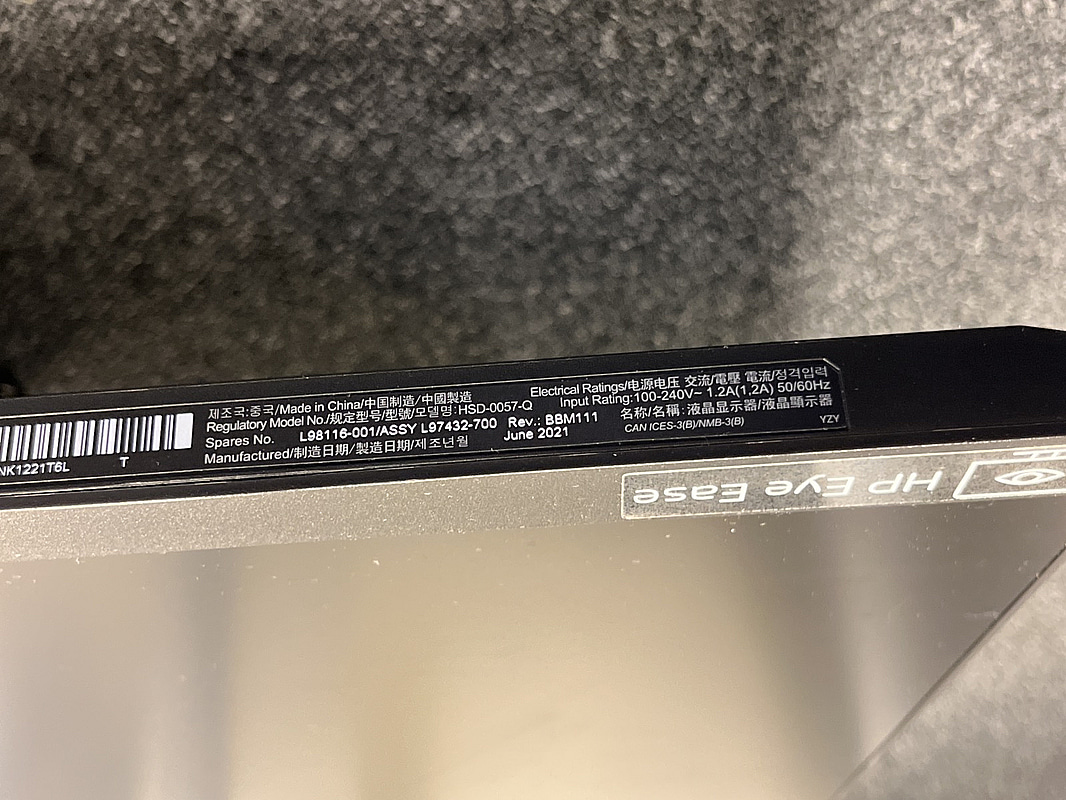 NK1221T6L
T
제조국:중국/Made in China/中国制造/中國製造
Regulatory Model No./规定型号/型號/모델명:HSD-0057-Q
Spares No. L98116-001/ASSY L97432-700 Rev.: BBM111
Manufactured/制造日期/製造日期/제조년월 June 2021
Electrical Ratings/电源电压 交流/電壓 電流/정격입력
Input Rating:100-240V~ 1.2A(1,2A) 50/60Hz
名称/名稱: 液晶显示器/液晶顯示器
CAN ICES-3(B)/NMB-3(B)
YZY
HP Eye Ease